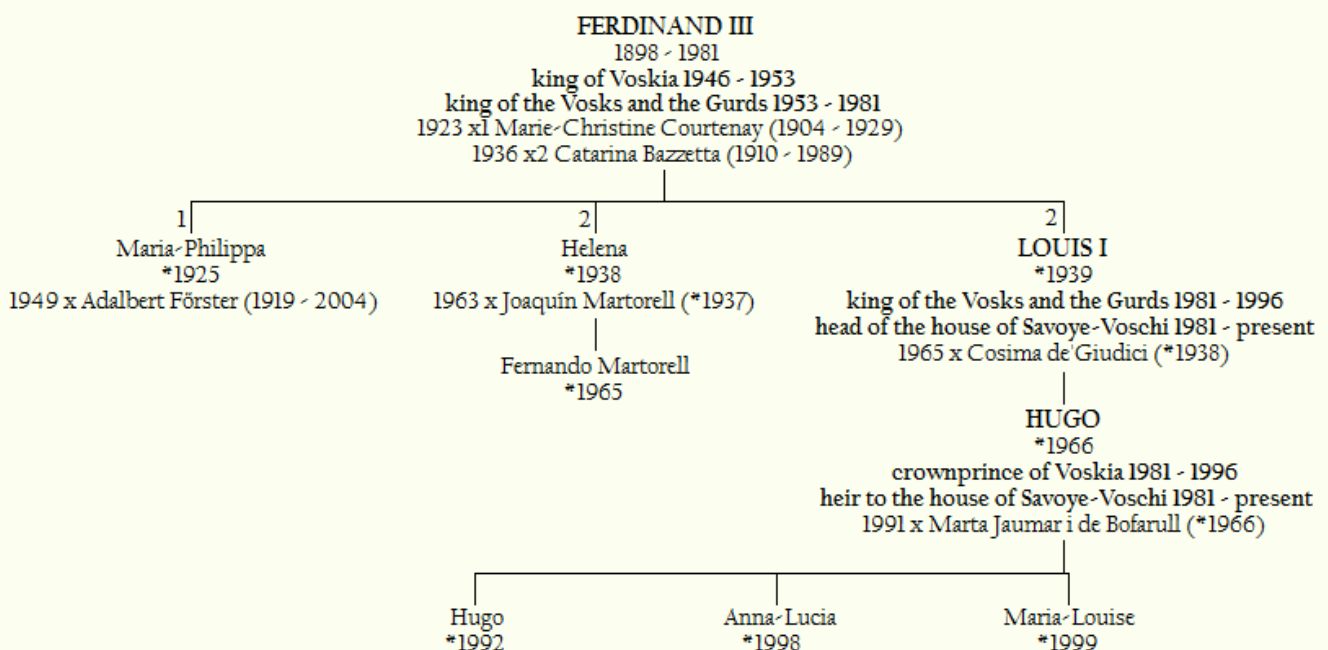 FERDINAND III
1898 - 1981
king of Voskia 1946 - 1953
king of the Vosks and the Gurds 1953 - 1981
1923 x1 Marie-Christine Courtenay (1904 - 1929)
1936 x2 Catarina Bazzetta (1910 - 1989)
1
2
2
Maria-Philippa
*1925
1949 x Adalbert Förster (1919 - 2004)
Helena
*1938
1963 x Joaquín Martorell (*1937)
Fernando Martorell
*1965
LOUIS I
*1939
king of the Vosks and the Gurds 1981 - 1996
head of the house of Savoye-Voschi 1981 - present
1965 x Cosima de'Giudici (*1938)
HUGO
*1966
crownprince of Voskia 1981 - 1996
heir to the house of Savoye-Voschi 1981 - present
1991 x Marta Jaumar i de Bofarull (*1966)
Hugo
*1992
Anna-Lucia
*1998
Maria-Louise
*1999